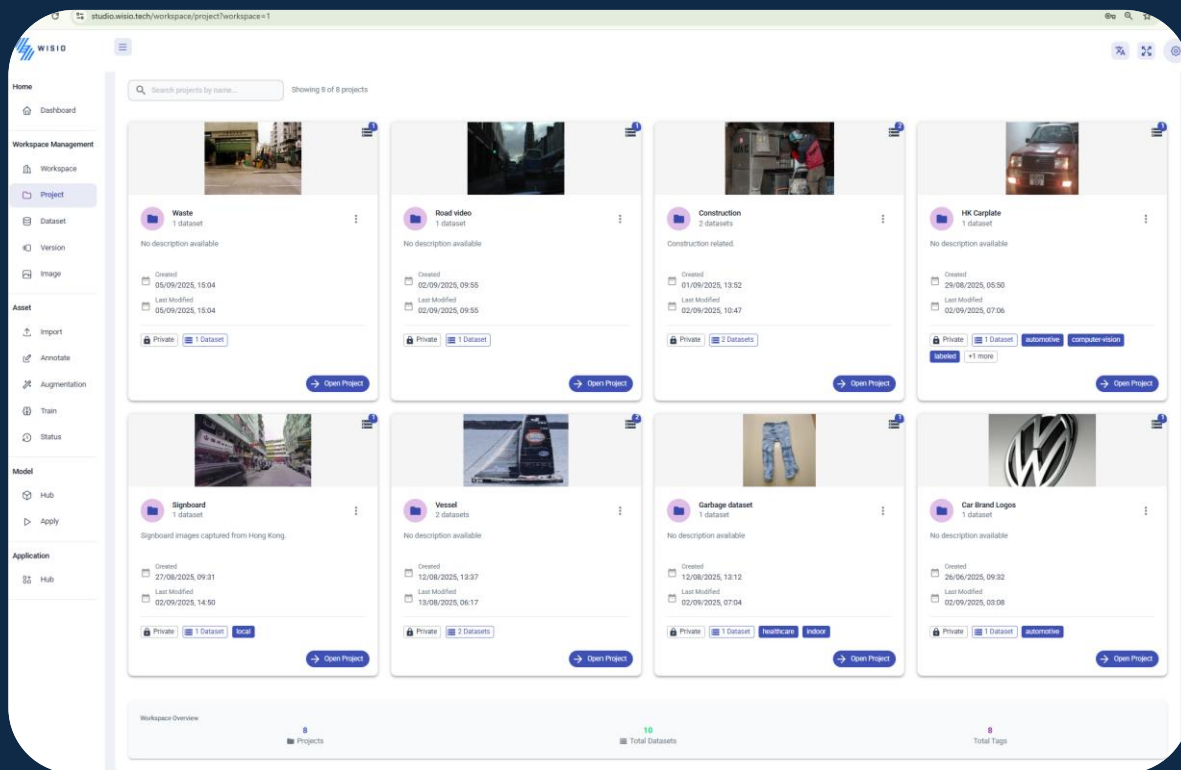 studio.wisio.tech/workspace/project?workspace=1
WISIO
Home
Dashboard
Workspace Management
Workspace
Project
Dataset
Version
Image
Asset
Import
Annotate
Augmentation
Train
Status
Model
Hub
Apply
Application
Hub
Search projects by name...
Showing 8 of 8 projects
1
Waste
1 dataset
No description available
Created
05/09/2025, 15:04
Last Modified
05/09/2025, 15:04
Private
1 Dataset
Open Project
1
Road video
1 dataset
No description available
Created
02/09/2025, 09:55
Last Modified
02/09/2025, 09:55
Private
1 Dataset
Open Project
2
Construction
2 datasets
Construction related.
Created
01/09/2025, 13:52
Last Modified
02/09/2025, 10:47
Private
2 Datasets
Open Project
1
HK Carplate
1 dataset
No description available
Created
29/08/2025, 05:50
Last Modified
02/09/2025, 07:06
Private
1 Dataset
automotive
computer-vision
labeled
+1 more
Open Project
1
Signboard
1 dataset
Signboard images captured from Hong Kong.
Created
27/08/2025, 09:31
Last Modified
02/09/2025, 14:50
Private
1 Dataset
local
Open Project
2
Vessel
2 datasets
No description available
Created
12/08/2025, 13:37
Last Modified
13/08/2025, 06:17
Private
2 Datasets
Open Project
1
Garbage dataset
1 dataset
No description available
Created
12/08/2025, 13:12
Last Modified
02/09/2025, 07:04
Private
1 Dataset
healthcare
indoor
Open Project
1
Car Brand Logos
1 dataset
No description available
Created
26/06/2025, 09:32
Last Modified
02/09/2025, 03:08
Private
1 Dataset
automotive
Open Project
Workspace Overview
8
Projects
10
Total Datasets
8
Total Tags